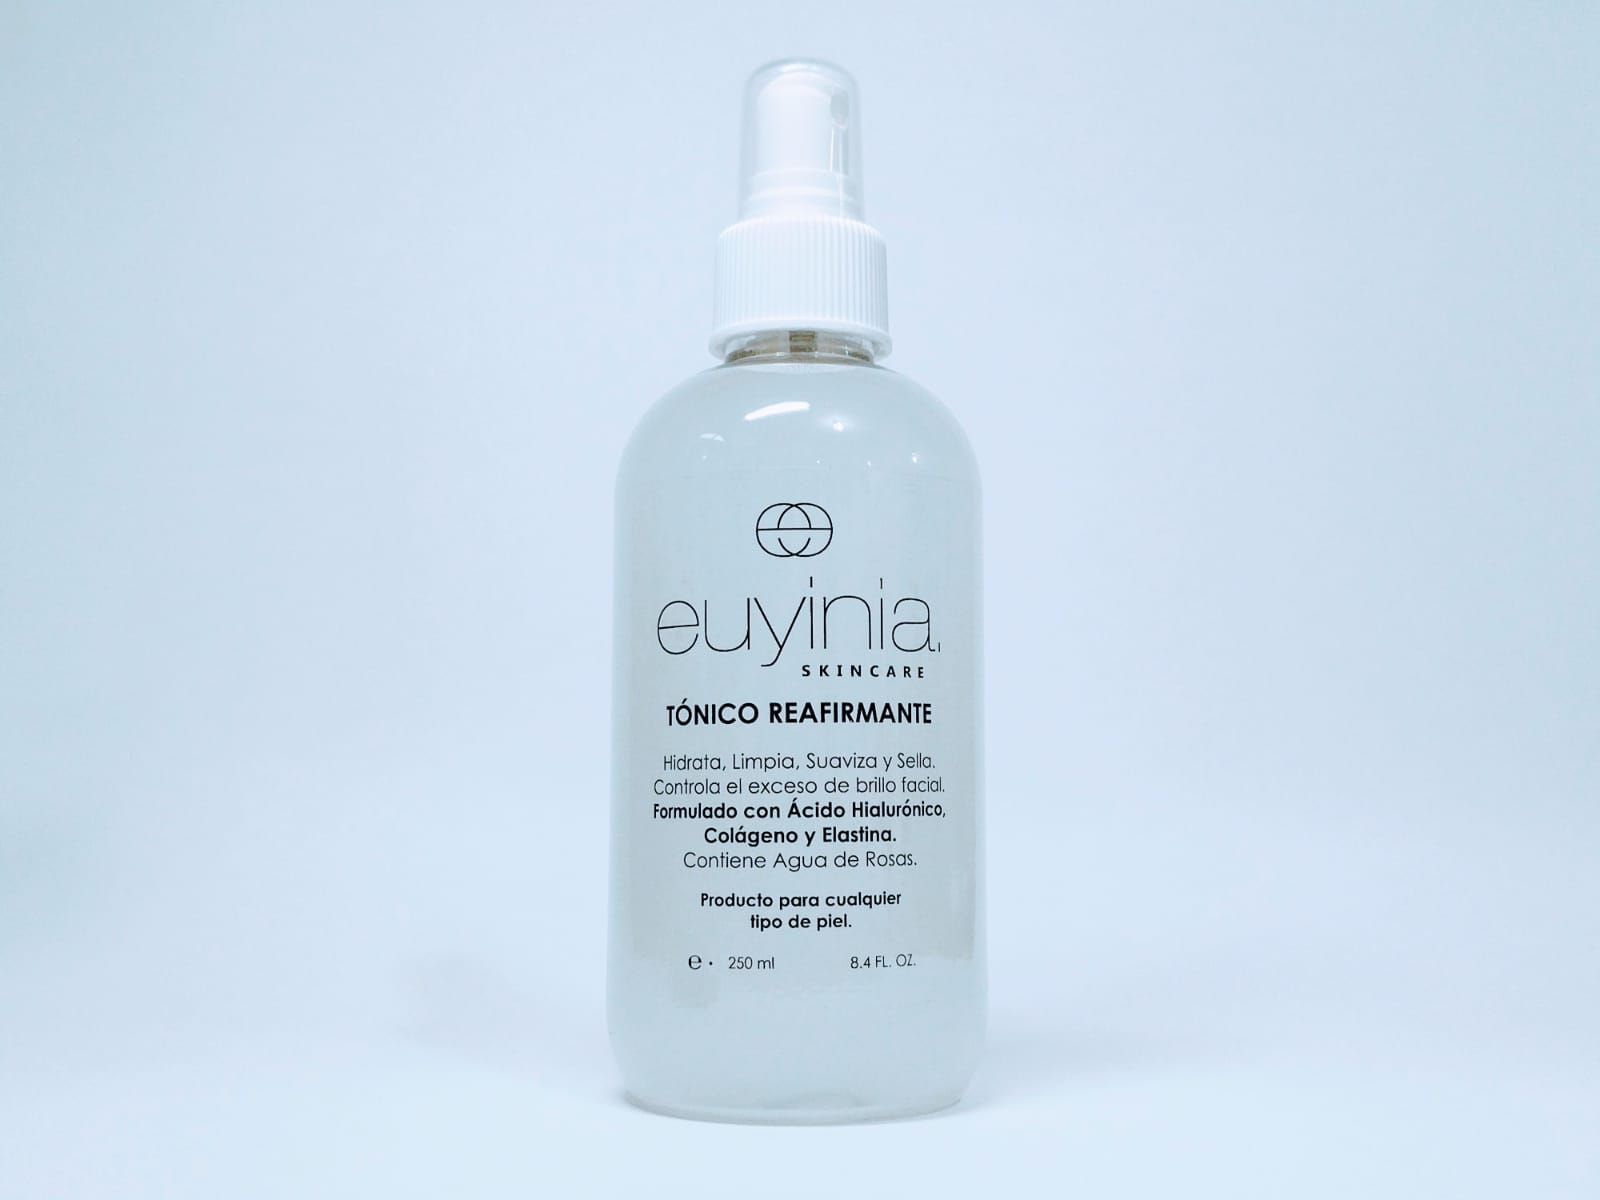 euyinia.
SKINCARE
TÓNICO REAFIRMANTE
Hidrata, Limpia, Suaviza y Sella.
Controla el exceso de brillo facial.
Formulado con Ácido Hialurónico,
Colágeno y Elastina.
Contiene Agua de Rosas.
Producto para cualquier
tipo de piel.
e · 250 ml 8.4 FL. OZ.